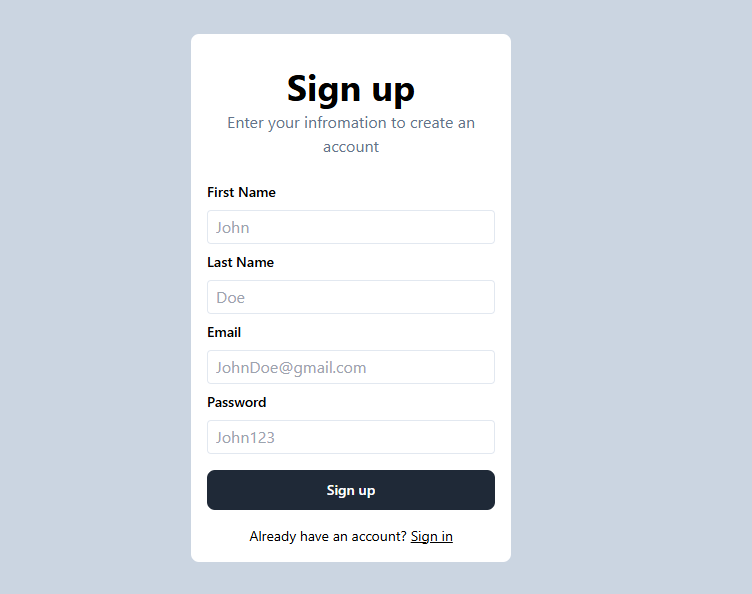 Sign up
Enter your infromation to create an
account
First Name
John
Last Name
Doe
Email
JohnDoe@gmail.com
Password
John123
Sign up
Already have an account? Sign in